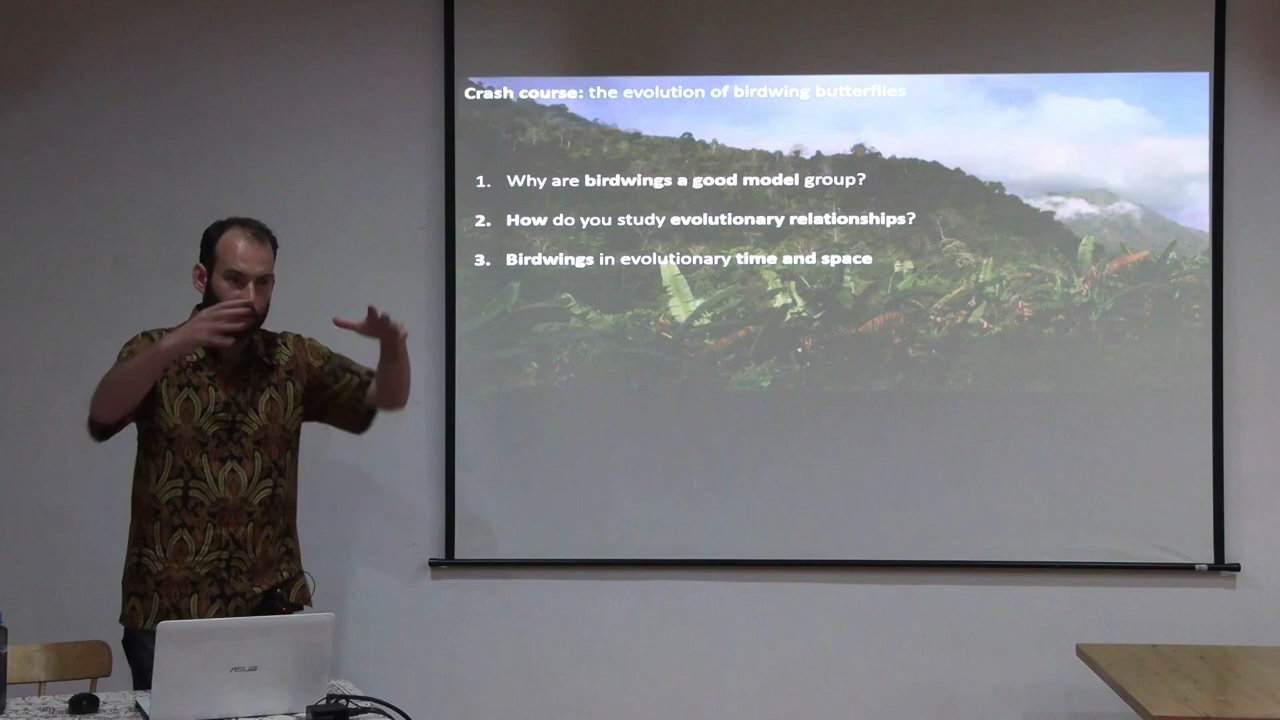 Crash course: the evolution of birdwing butterflies
1. Why are birdwings a good model group?
2. How do you study evolutionary relationships?
3. Birdwings in evolutionary time and space
ASUS